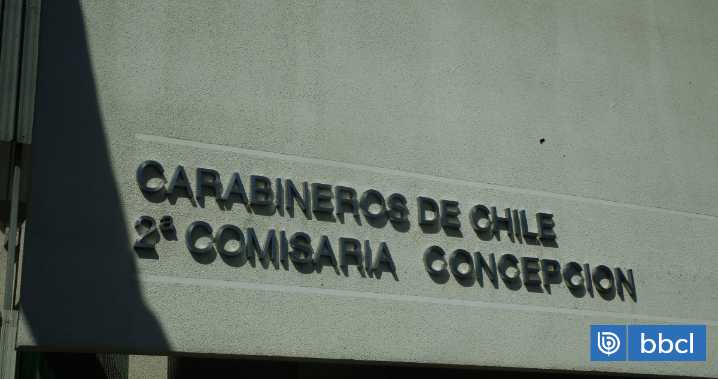 CARABINEROS DE CHILE
2ª COMISARIA CONCEPCION
bbcl